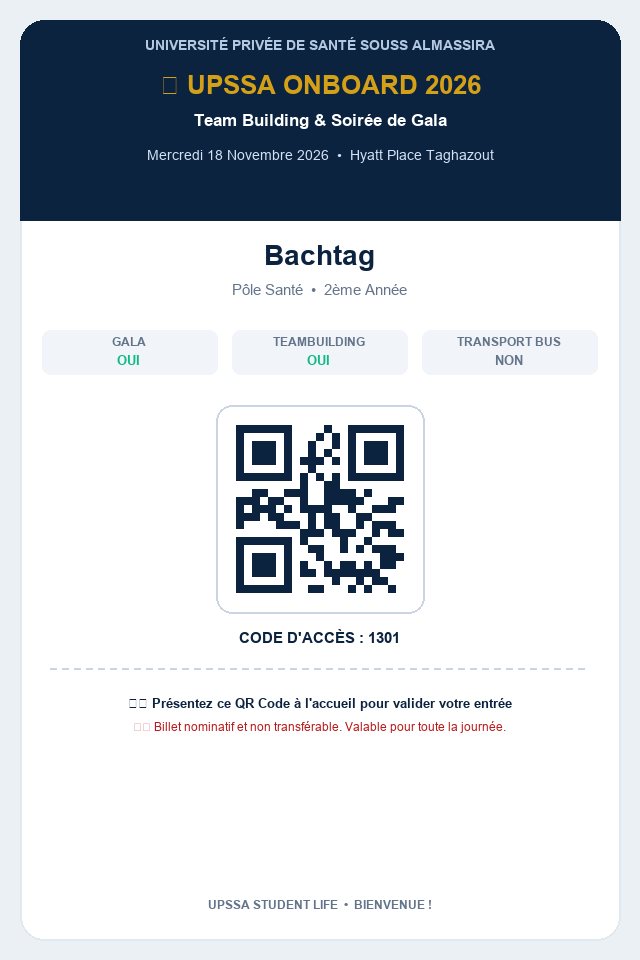 UNIVERSITÉ PRIVÉE DE SANTÉ SOUSS ALMASSIRA
UPSSA ONBOARD 2026
Team Building & Soirée de Gala
Mercredi 18 Novembre 2026 • Hyatt Place Taghazout
Bachtag
Pôle Santé • 2ème Année
GALA
OUI
TEAMBUILDING
OUI
TRANSPORT BUS
NON
CODE D'ACCÈS : 1301
Présentez ce QR Code à l'accueil pour valider votre entrée
Billet nominatif et non transférable. Valable pour toute la journée.
UPSSA STUDENT LIFE • BIENVENUE !